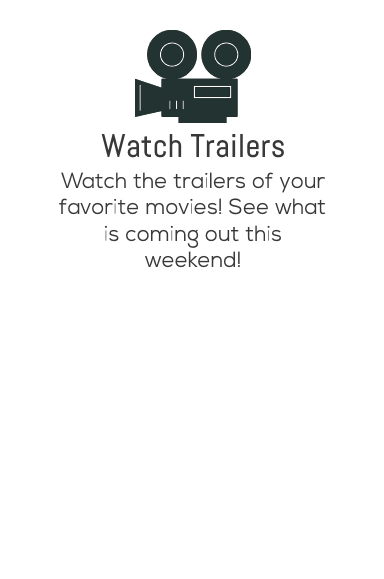 Watch Trailers
Watch the trailers of your
favorite movies! See what
is coming out this
weekend!